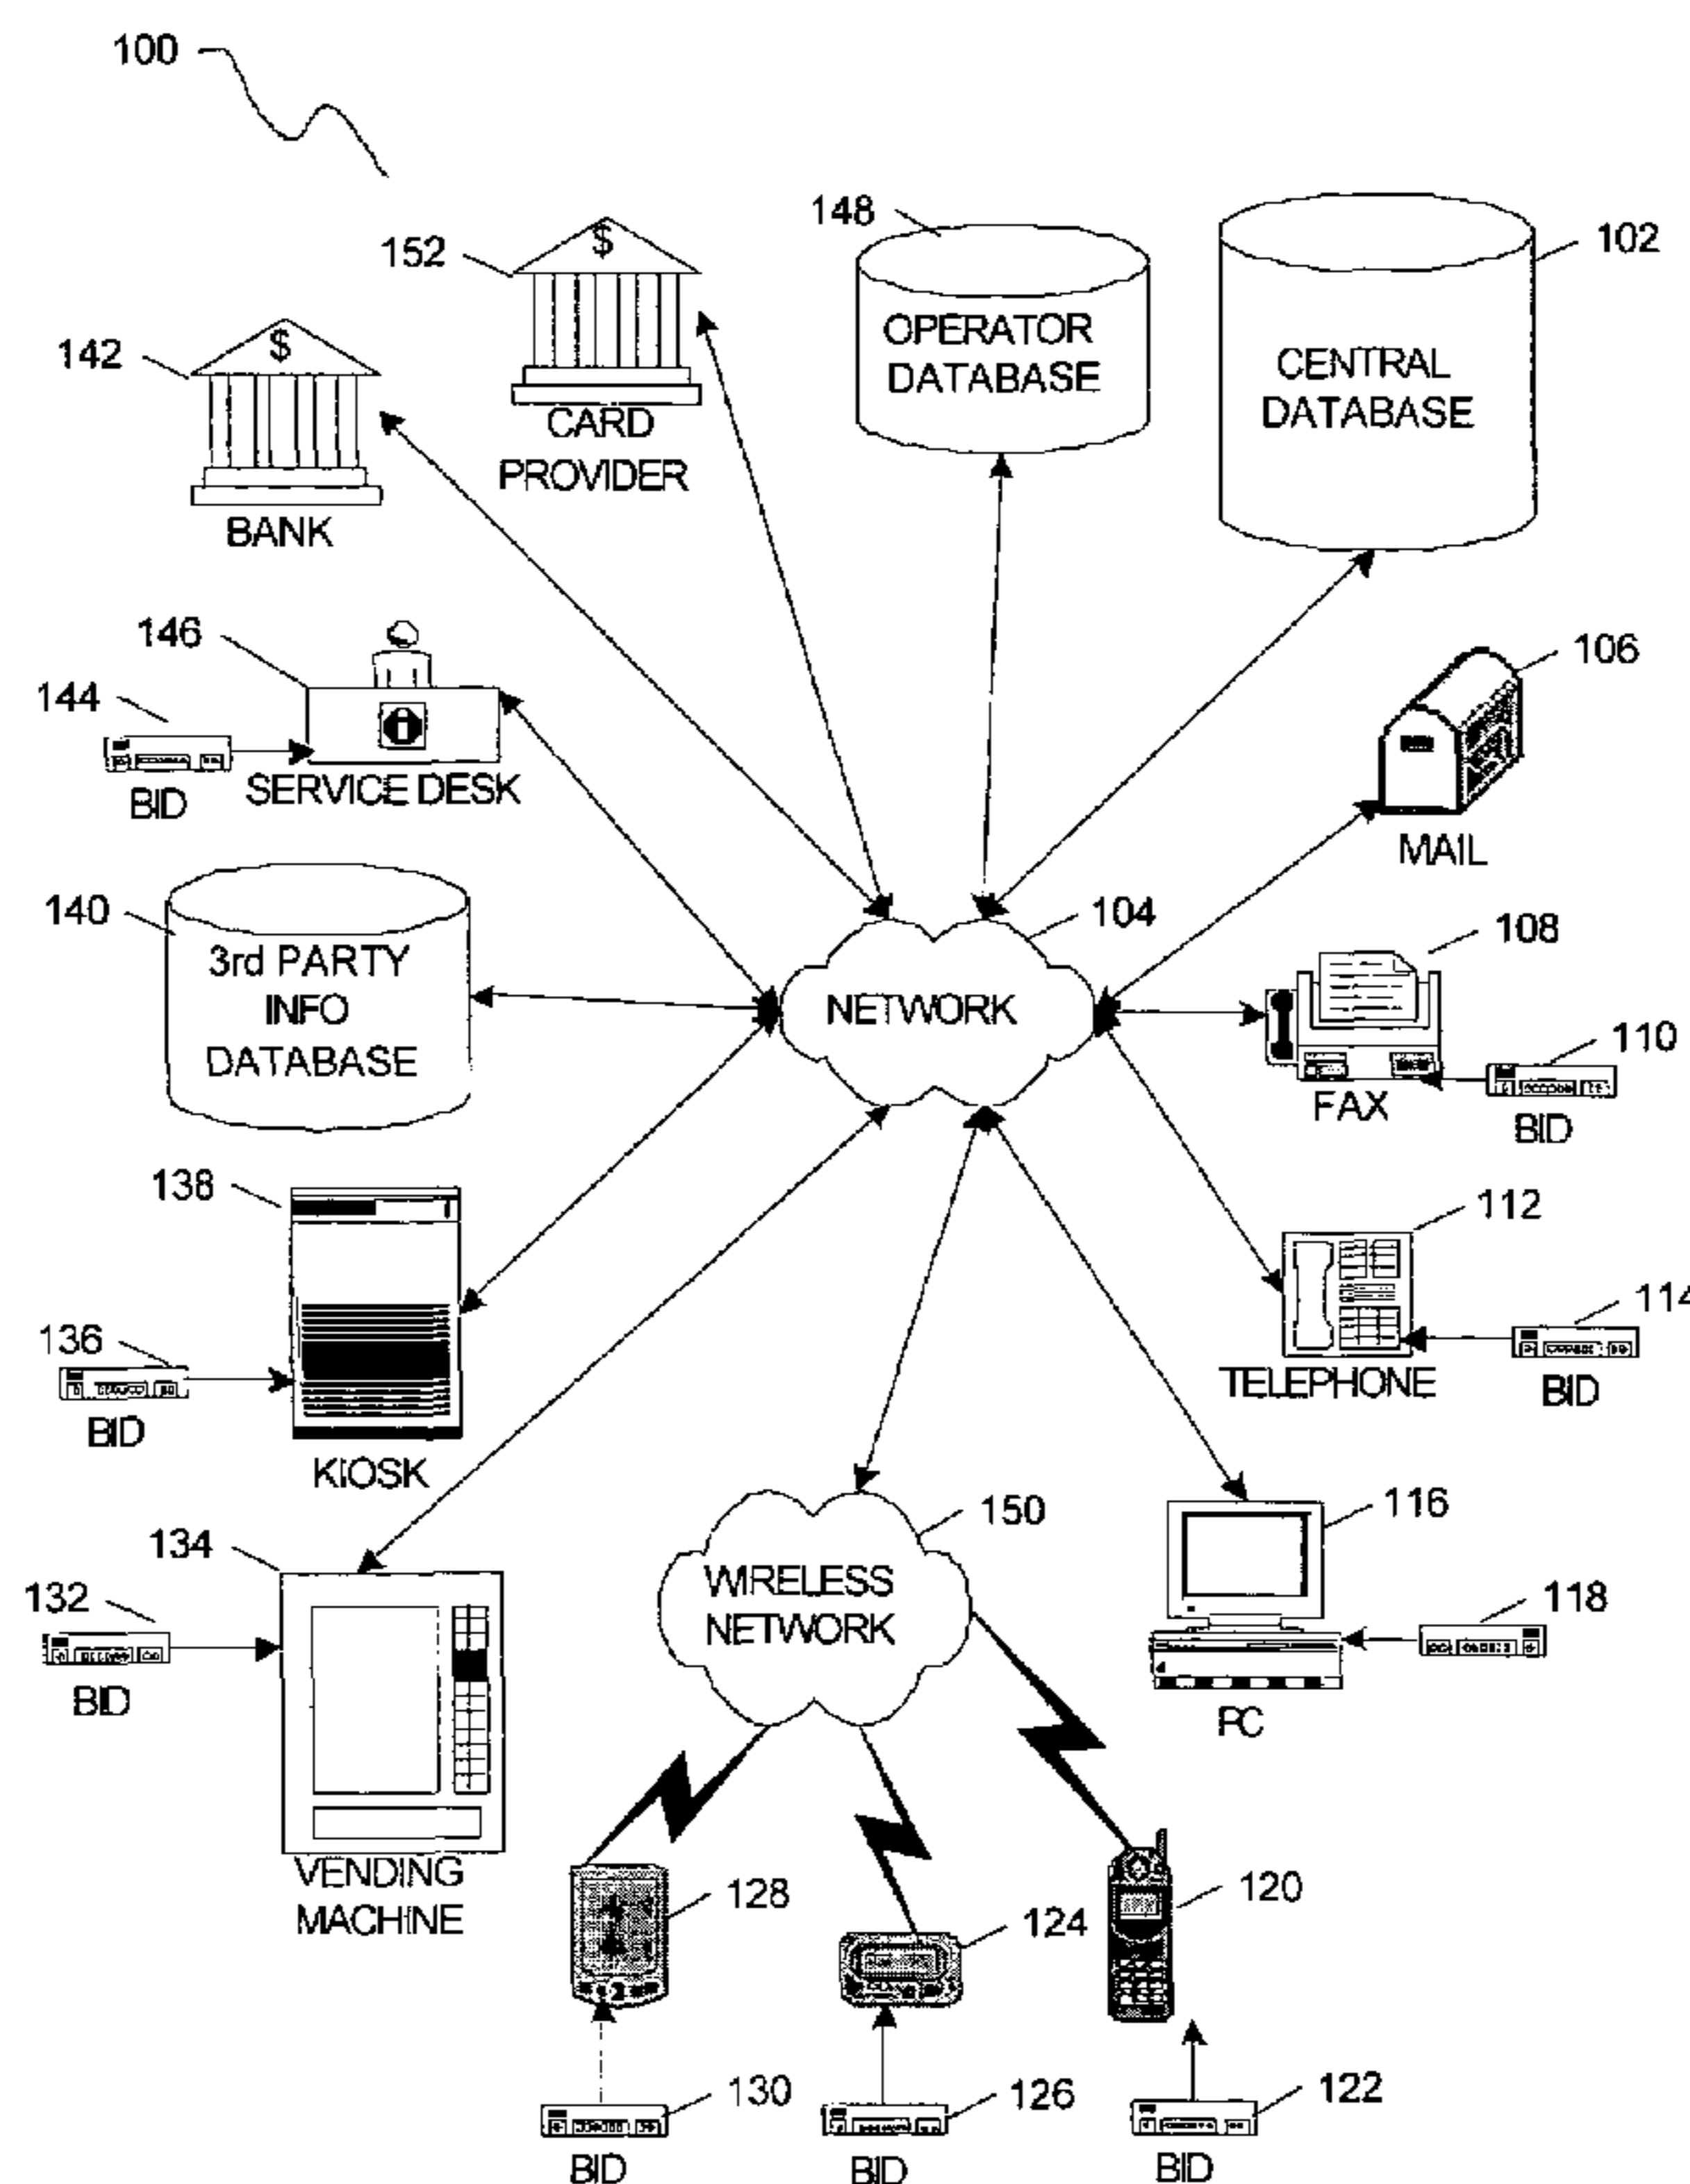 100
148
102
152
$
OPERATOR
DATABASE
CENTRAL
DATABASE
142
$
CARD
PROVIDER
BANK
146
106
144
i
BID
SERVICE DESK
MAIL
140
104
108
3rd PARTY
INFO
DATABASE
NETWORK
110
FAX
BID
138
112
114
136
TELEPHONE
BID
BID
KIOSK
150
116
134
WIRELESS
NETWORK
132
118
BID
PC
VENDING
MACHINE
128
124
120
130
126
122
BID
BID
BID